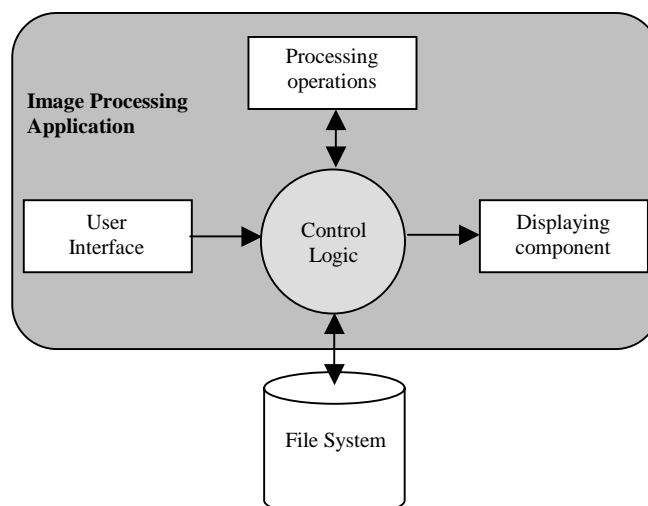 Processing
operations
Image Processing
Application
User
Interface
Control
Logic
Displaying
component
File System